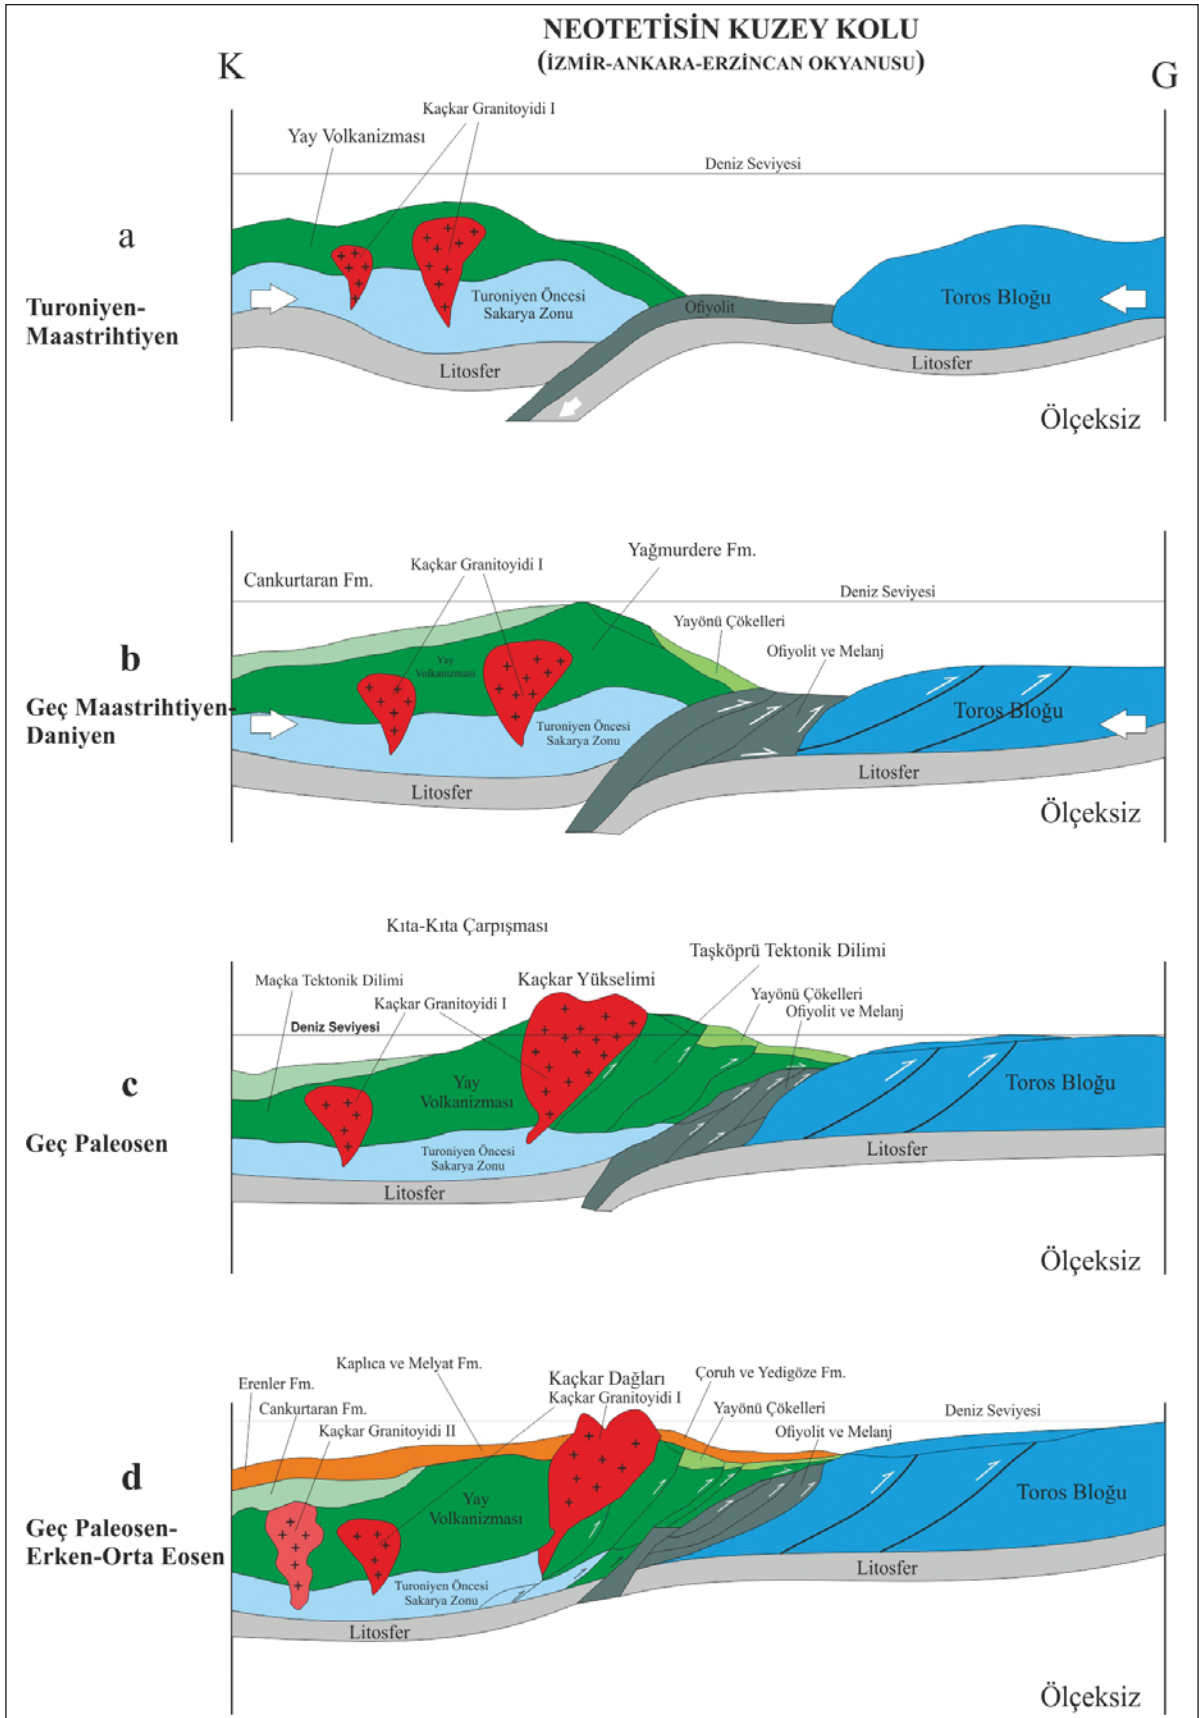 NEOTETISIN KUZEY KOLU
(İZMİR-ANKARA-ERZİNCAN OKYANUSU)
K
G
Kaçkar Granitoyidi I
Yay Volkanizması
Deniz Seviyesi
a
Turoniyen-
Maastrihtiyen
Turoniyen Öncesi
Sakarya Zonu
Ofiyolit
Toros Bloğu
Litosfer
Litosfer
Ölçeksiz
Cankurtaran Fm.
Kaçkar Granitoyidi I
Yağmurdere Fm.
Deniz Seviyesi
Yayönü Çökelleri
Ofiyolit ve Melanj
b
Geç Maastrihtiyen-
Daniyen
Yay
Volkanizması
Turoniyen Öncesi
Sakarya Zonu
Toros Bloğu
Litosfer
Litosfer
Ölçeksiz
Kıta-Kıta Çarpışması
Taşköprü Tektonik Dilimi
Maçka Tektonik Dilimi
Kaçkar Yükselimi
Kaçkar Granitoyidi I
Yayönü Çökelleri
Ofiyolit ve Melanj
Deniz Seviyesi
c
Geç Paleosen
Yay
Volkanizması
Toros Bloğu
Turoniyen Öncesi
Sakarya Zonu
Litosfer
Litosfer
Ölçeksiz
Kaplıca ve Melyat Fm.
Erenler Fm.
Kaçkar Dağları
Kaçkar Granitoyidi I
Çoruh ve Yedigöze Fm.
Cankurtaran Fm.
Yayönü Çökelleri
Deniz Seviyesi
Kaçkar Granitoyidi II
Ofiyolit ve Melanj
d
Geç Paleosen-
Erken-Orta Eosen
Yay
Volkanizması
Toros Bloğu
Turoniyen Öncesi
Sakarya Zonu
Litosfer
Litosfer
Ölçeksiz